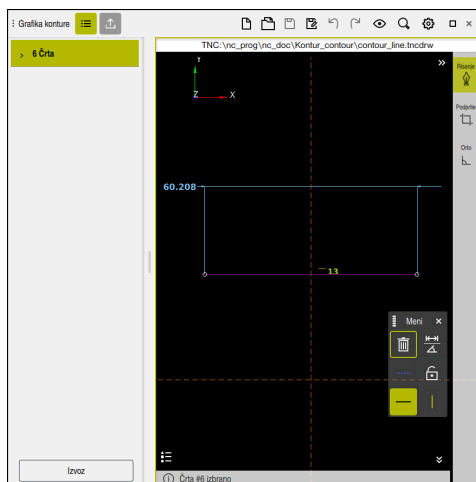 Grafika konture
TNC:\nc_prog\nc_doc\Kontur_contour\contour_line.tncdrw
6 Črta
Risanje
Podprite
Orto
Y
Z
X
60.208
13
Meni
Izvoz
Črta #6 izbrano